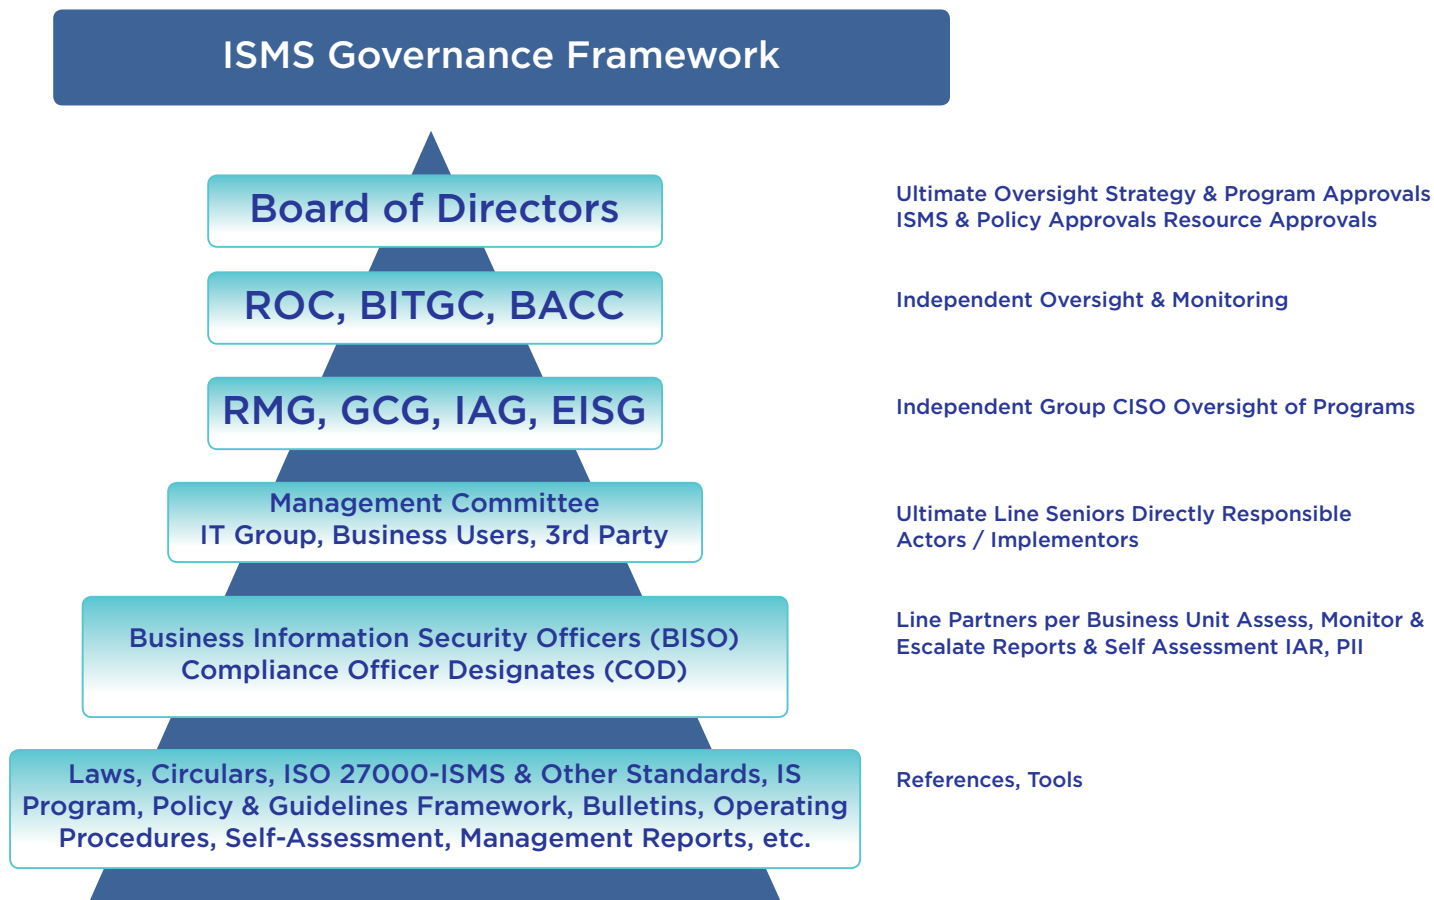 ISMS Governance Framework
Board of Directors
Ultimate Oversight Strategy & Program Approvals
ISMS & Policy Approvals Resource Approvals
ROC, BITGC, BACC
Independent Oversight & Monitoring
RMG, GCG, IAG, EISG
Independent Group CISO Oversight of Programs
Management Committee
IT Group, Business Users, 3rd Party
Ultimate Line Seniors Directly Responsible
Actors / Implementors
Business Information Security Officers (BISO)
Compliance Officer Designates (COD)
Line Partners per Business Unit Assess, Monitor &
Escalate Reports & Self Assessment IAR, PII
Laws, Circulars, ISO 27000-ISMS & Other Standards, IS
Program, Policy & Guidelines Framework, Bulletins, Operating
Procedures, Self-Assessment, Management Reports, etc.
References, Tools